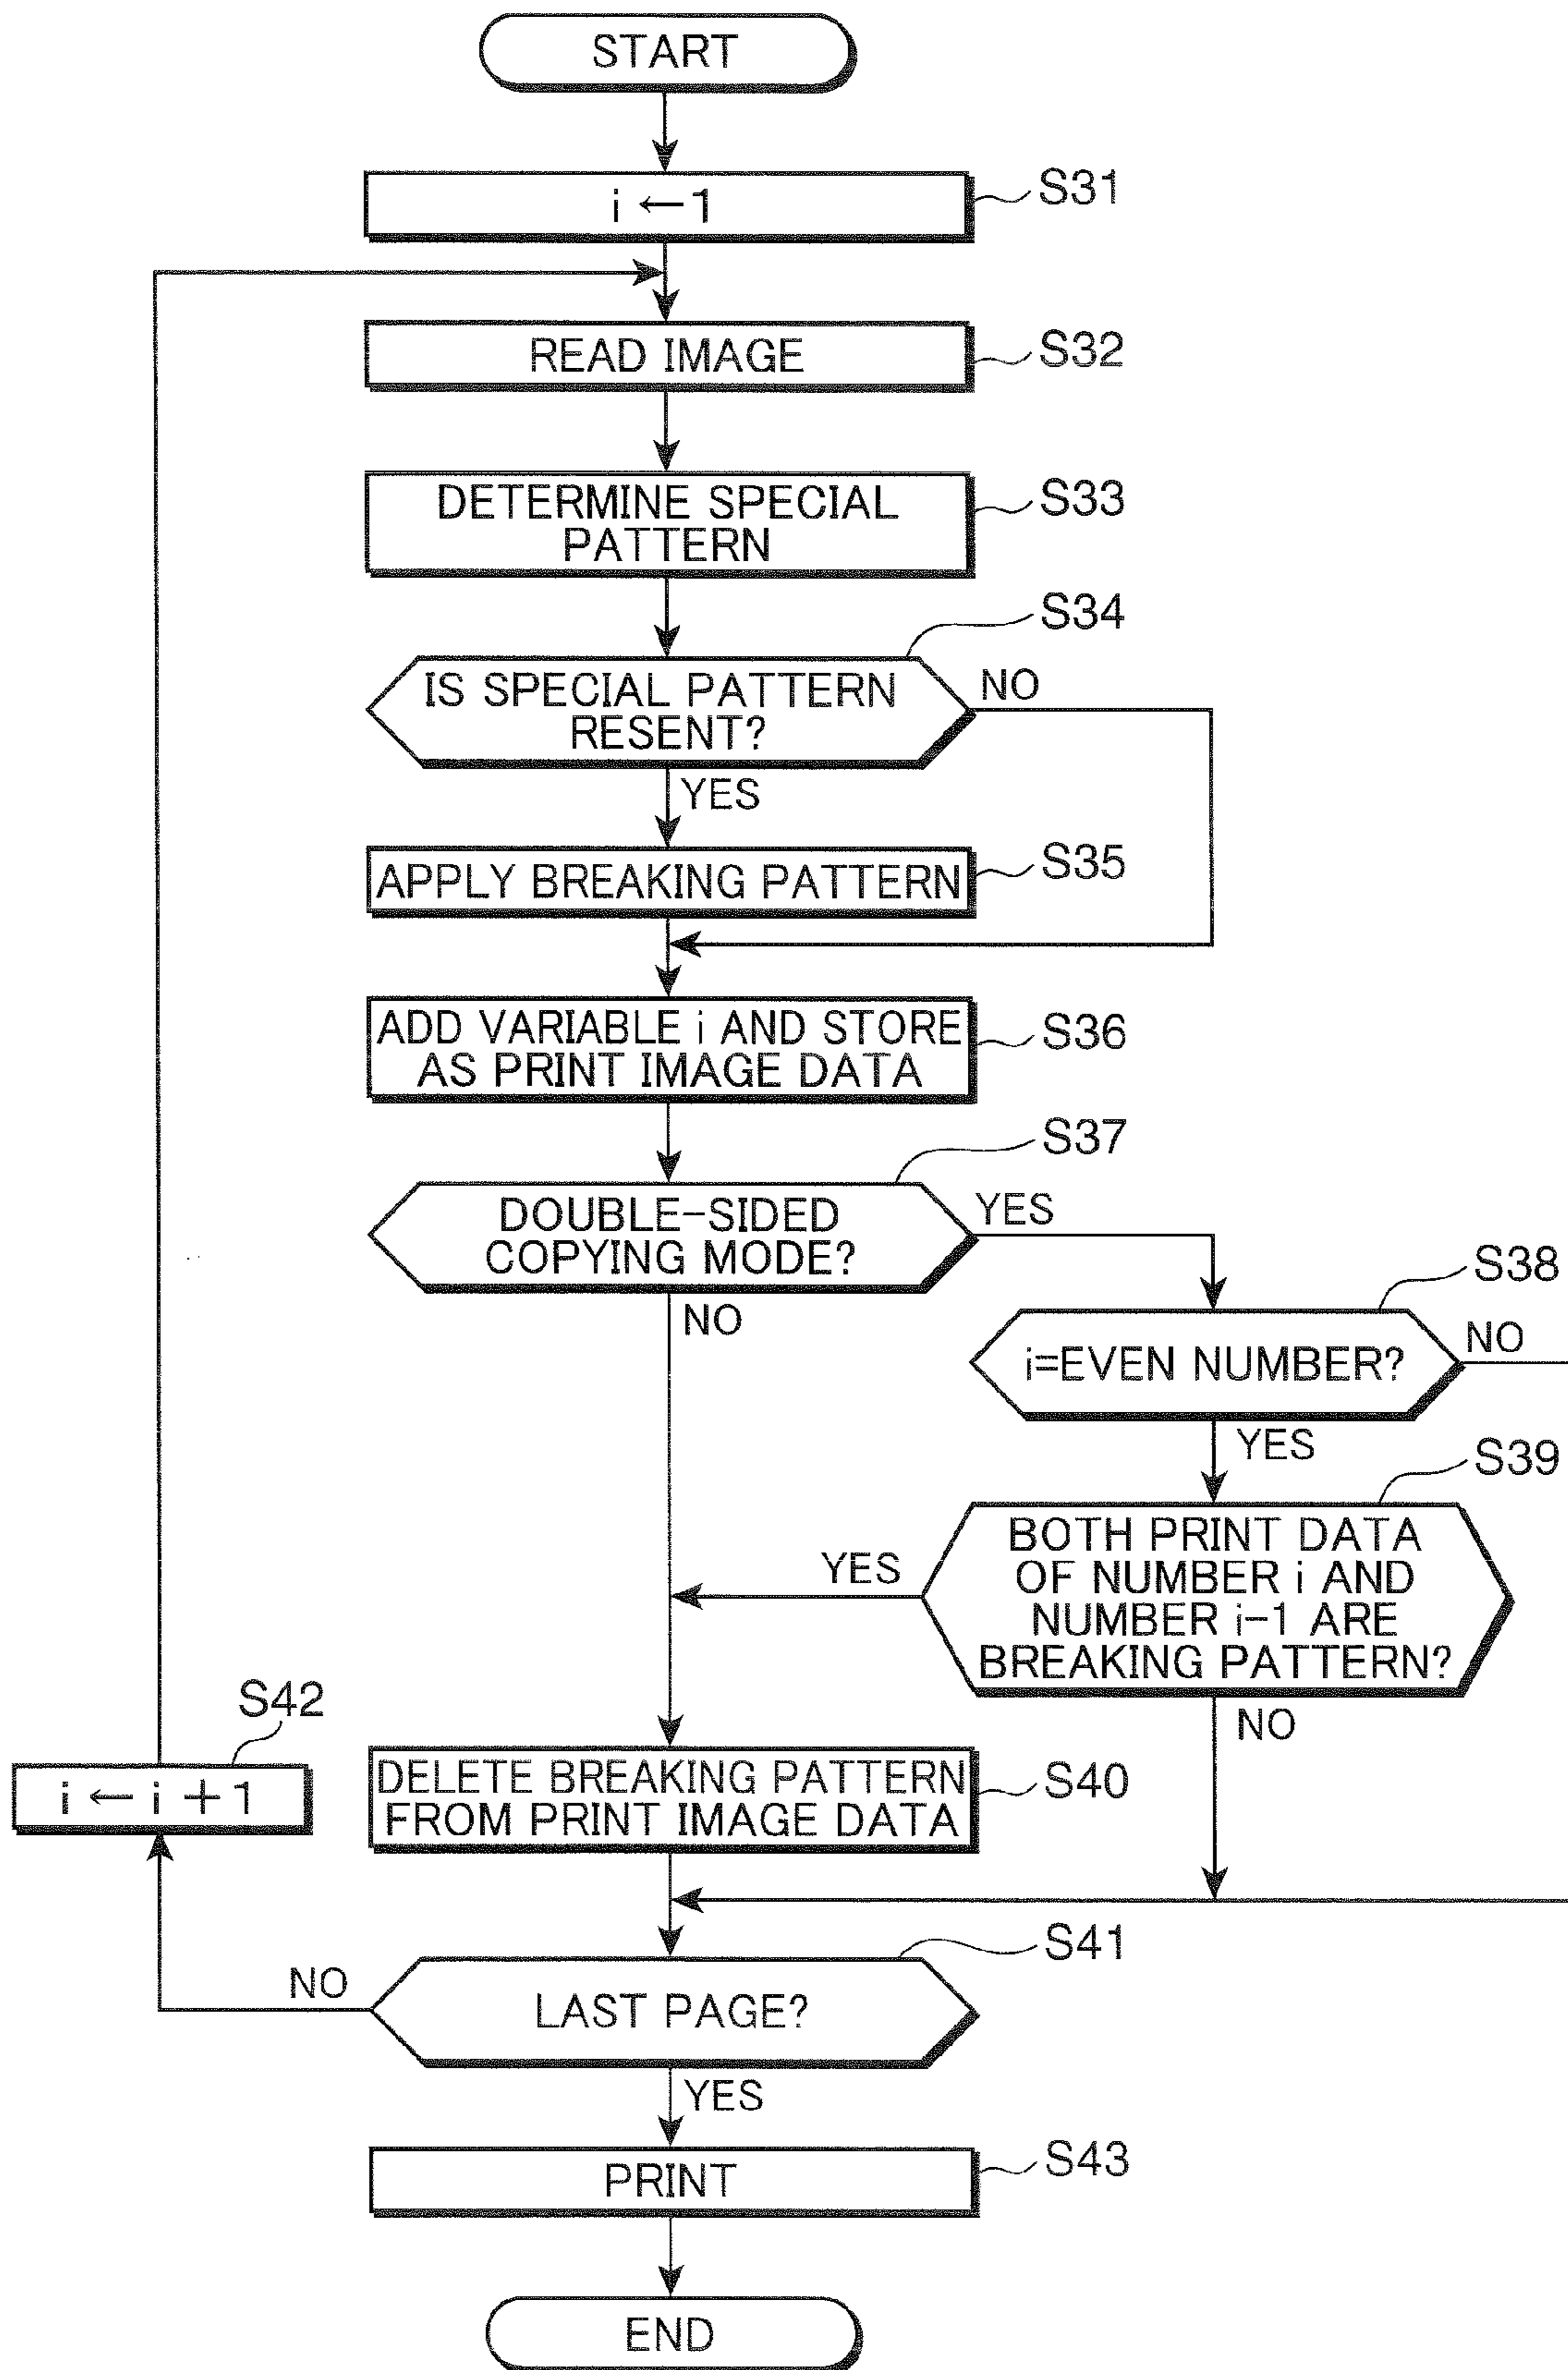 START
i ←1
S31
READ IMAGE
S32
DETERMINE SPECIAL
PATTERN
S33
S34
IS SPECIAL PATTERN
RESENT?
NO
YES
APPLY BREAKING PATTERN
S35
ADD VARIABLE i AND STORE
AS PRINT IMAGE DATA
S36
S37
DOUBLE-SIDED
COPYING MODE?
YES
NO
S38
i=EVEN NUMBER?
NO
YES
S39
BOTH PRINT DATA
OF NUMBER i AND
NUMBER i-1 ARE
BREAKING PATTERN?
YES
NO
S42
i ← i +1
DELETE BREAKING PATTERN
FROM PRINT IMAGE DATA
S40
S41
LAST PAGE?
NO
YES
PRINT
S43
END